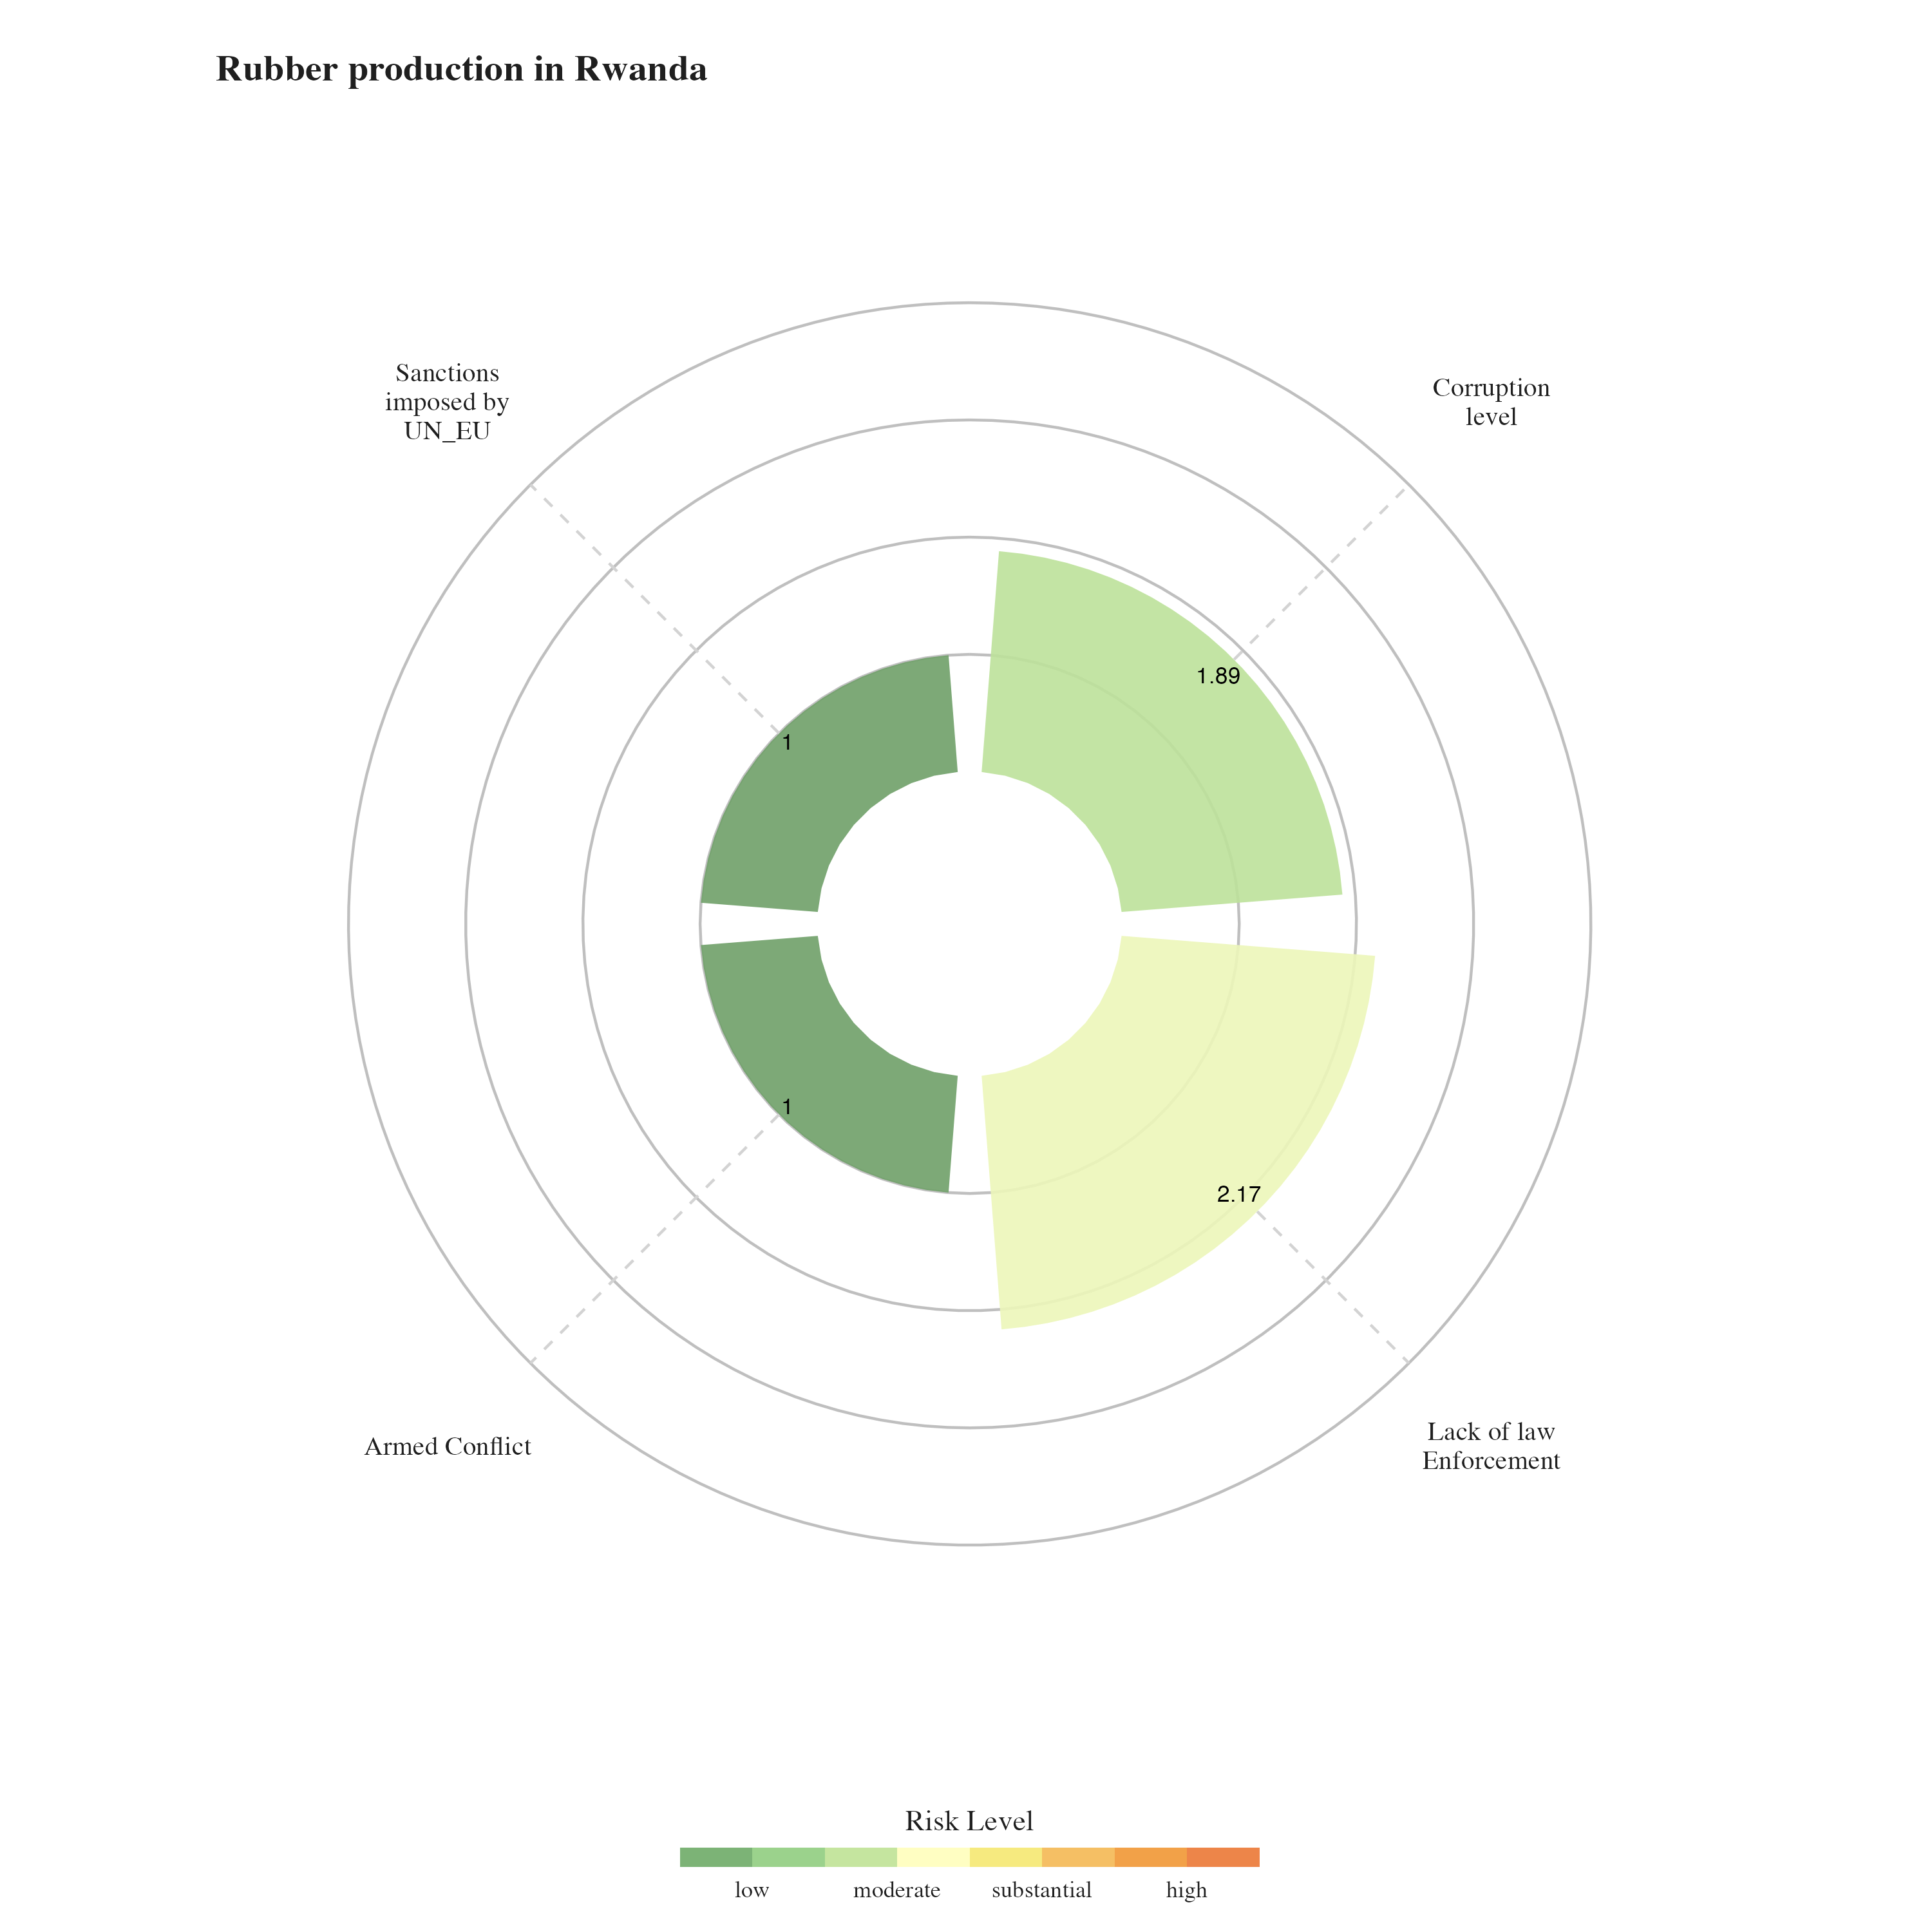 Rubber production in Rwanda
Sanctions
imposed by
UN_EU
Corruption
level
1.89
1
1
2.17
Armed Conflict
Lack of law
Enforcement
Risk Level
low moderate substantial high